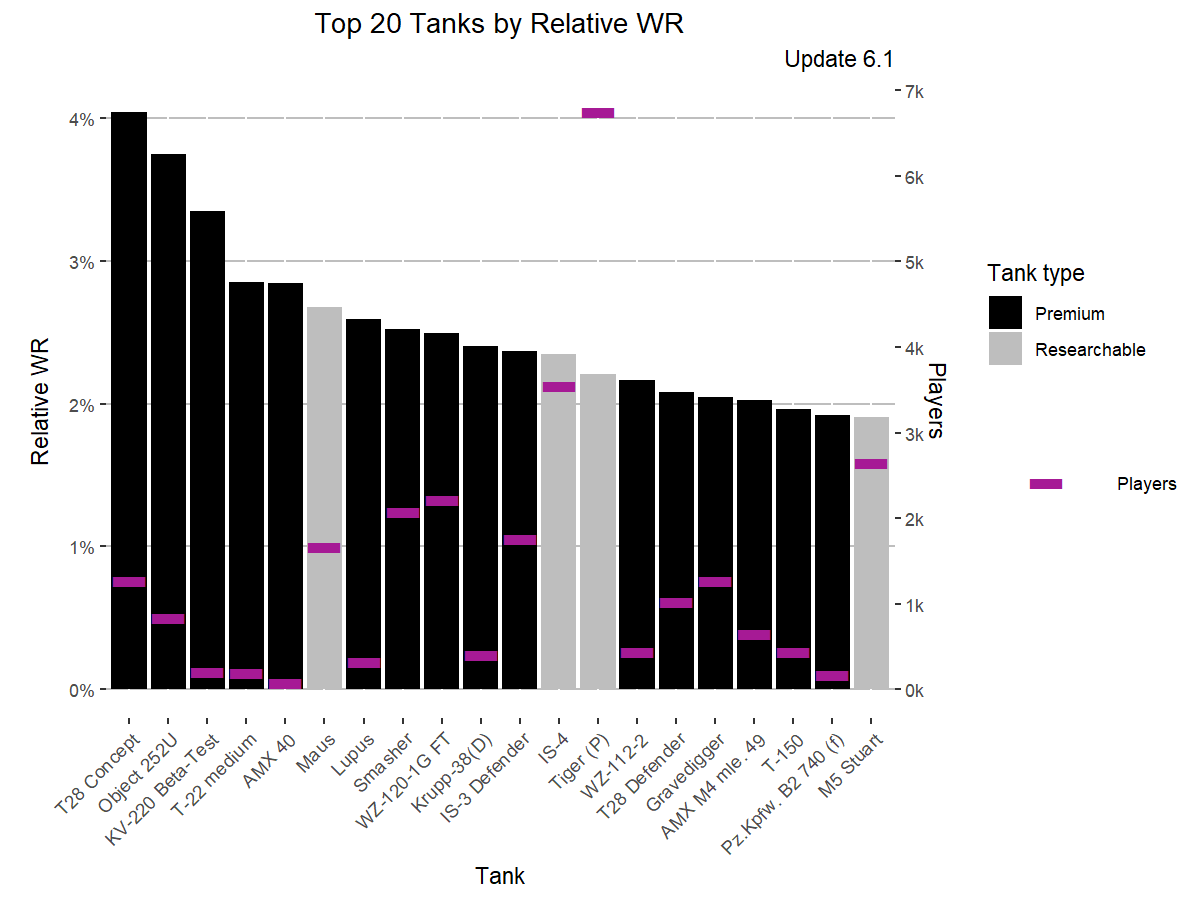 Top 20 Tanks by Relative WR
Update 6.1
Relative WR
4%
3%
2%
1%
0%
7k
6k
5k
4k
3k
2k
1k
0k
Players
T28 Concept
Object 252U
KV-220 Beta-Test
T-22 medium
AMX 40
Maus
Lupus
Smasher
WZ-120-1G FT
Krupp-38(D)
IS-3 Defender
IS-4
Tiger (P)
WZ-112-2
T28 Defender
Gravedigger
AMX M4 mle. 49
T-150
Pz.Kpfw. B2 740 (f)
M5 Stuart
Tank
Tank type
Premium
Researchable
Players